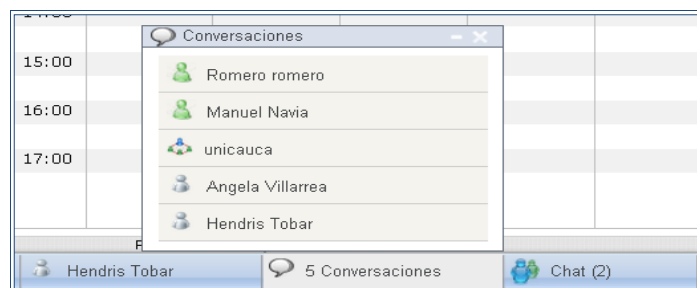 Conversaciones
15:00
Romero romero
16:00
Manuel Navia
unicauca
17:00
Angela Villarrea
Hendris Tobar
Hendris Tobar
5 Conversaciones
Chat (2)